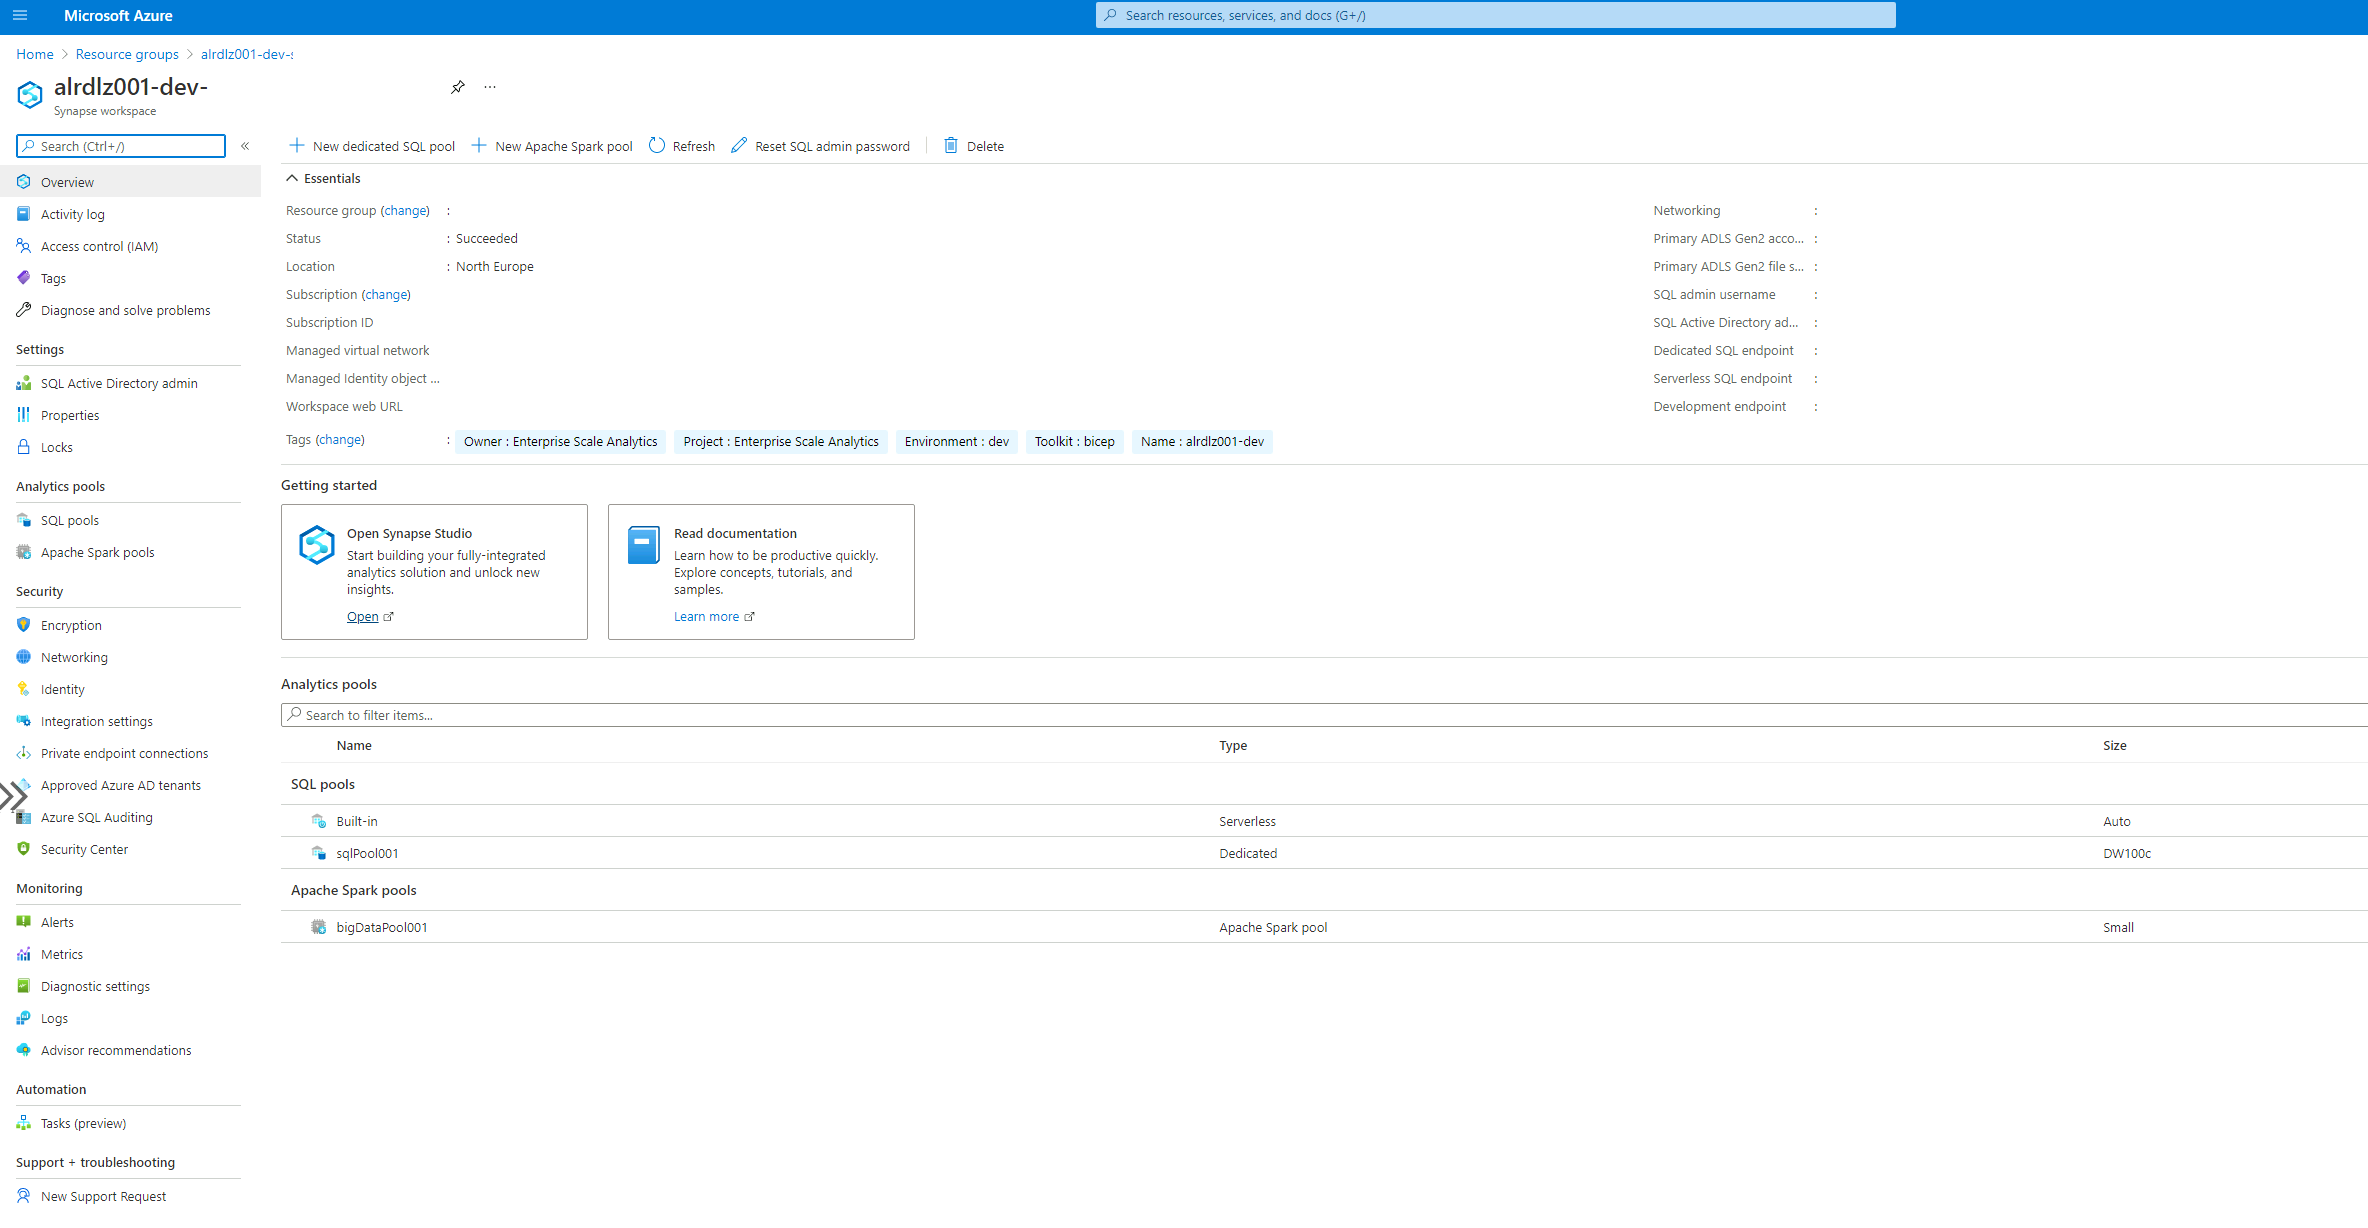 Microsoft Azure
Search resources, services, and docs (G+/)
Home > Resource groups > alrdlz001-dev-s
alrdlz001-dev-
Synapse workspace
Search (Ctrl+/)
Overview
Activity log
Access control (IAM)
Tags
Diagnose and solve problems
Settings
SQL Active Directory admin
Properties
Locks
Analytics pools
SQL pools
Apache Spark pools
Security
Encryption
Networking
Identity
Integration settings
Private endpoint connections
Approved Azure AD tenants
Azure SQL Auditing
Security Center
Monitoring
Alerts
Metrics
Diagnostic settings
Logs
Advisor recommendations
Automation
Tasks (preview)
Support + troubleshooting
New Support Request
New dedicated SQL pool New Apache Spark pool Refresh Reset SQL admin password Delete
Essentials
Resource group (change) :
Status : Succeeded
Location : North Europe
Subscription (change)
Subscription ID
Managed virtual network
Managed Identity object ...
Workspace web URL
Tags (change) : Owner : Enterprise Scale Analytics Project : Enterprise Scale Analytics Environment : dev Toolkit : bicep Name : alrdlz001-dev
Networking :
Primary ADLS Gen2 acco... :
Primary ADLS Gen2 file s... :
SQL admin username :
SQL Active Directory ad... :
Dedicated SQL endpoint :
Serverless SQL endpoint :
Development endpoint :
Getting started
Open Synapse Studio
Start building your fully-integrated
analytics solution and unlock new
insights.
Open
Read documentation
Learn how to be productive quickly.
Explore concepts, tutorials, and
samples.
Learn more
Analytics pools
Search to filter items...
Name Type Size
SQL pools
Built-in Serverless Auto
sqlPool001 Dedicated DW100c
Apache Spark pools
bigDataPool001 Apache Spark pool Small